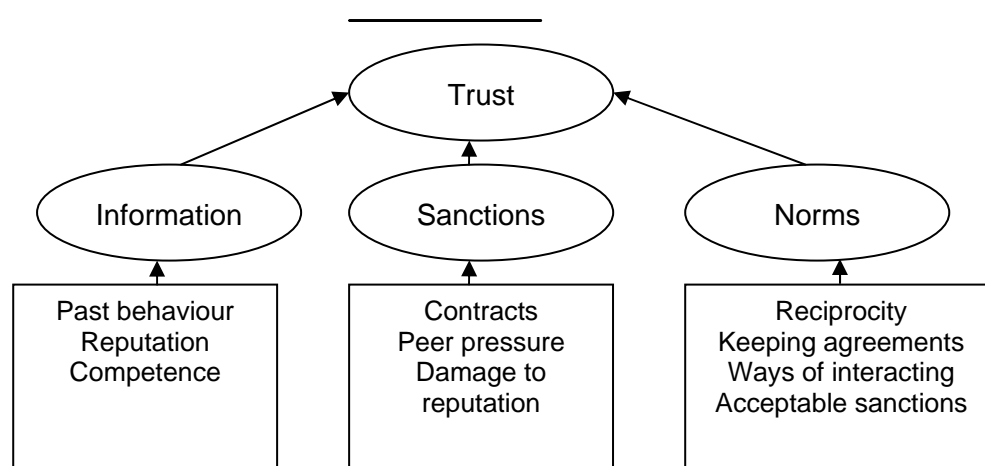 Trust
Information
Sanctions
Norms
Past behaviour
Reputation
Competence
Contracts
Peer pressure
Damage to
reputation
Reciprocity
Keeping agreements
Ways of interacting
Acceptable sanctions